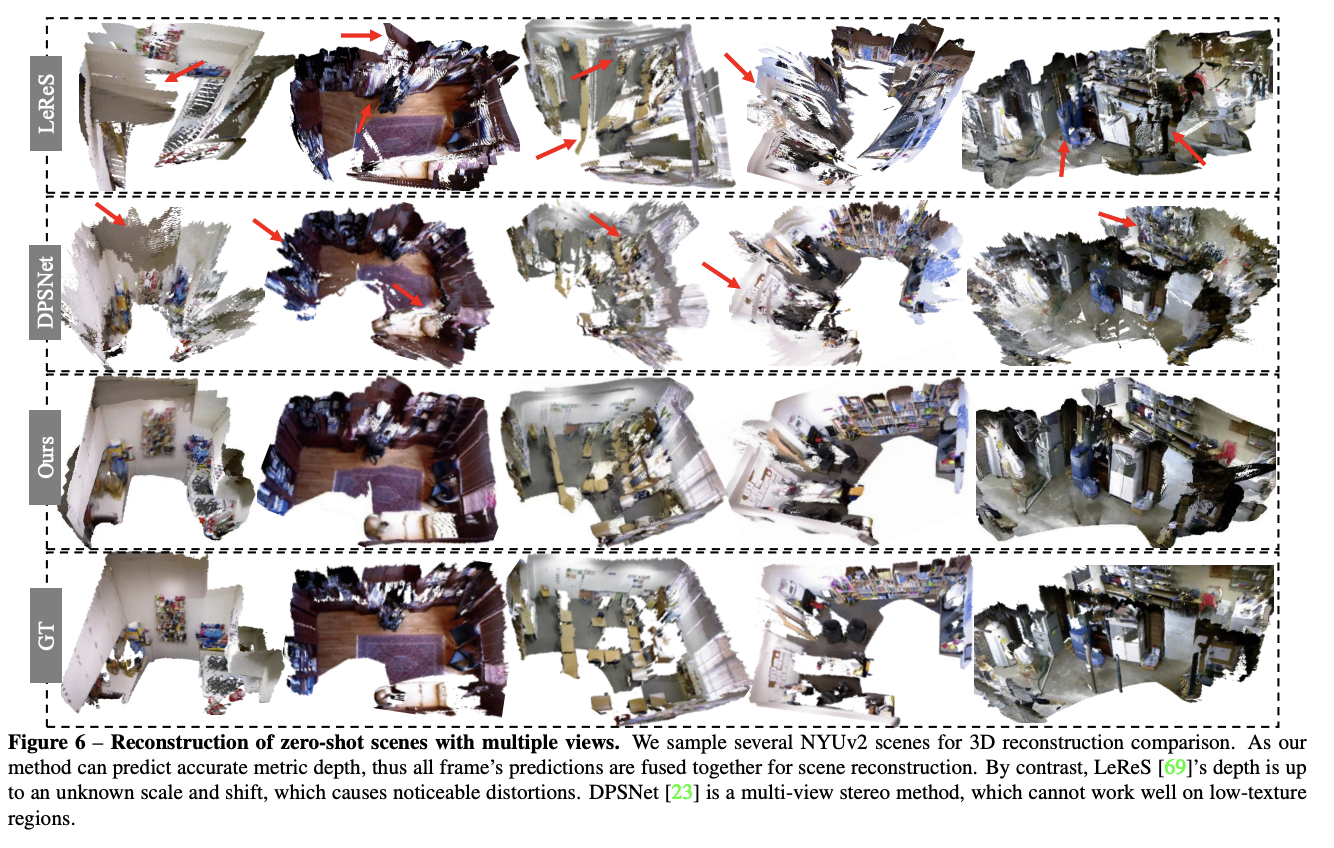 LeReS
DPSNet
Ours
GT
Figure 6 – Reconstruction of zero-shot scenes with multiple views. We sample several NYUv2 scenes for 3D reconstruction comparison. As our
method can predict accurate metric depth, thus all frame's predictions are fused together for scene reconstruction. By contrast, LeReS [69]'s depth is up
to an unknown scale and shift, which causes noticeable distortions. DPSNet [23] is a multi-view stereo method, which cannot work well on low-texture
regions.